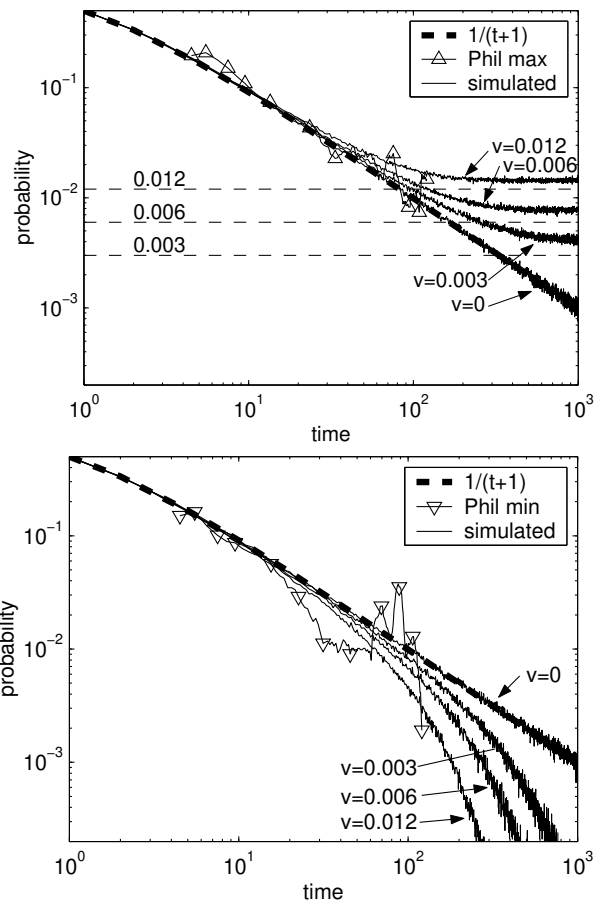 1/(t+1)
Phil max
simulated
10^{-1}
10^{-2}
10^{-3}
probability
v=0.012
v=0.006
0.012
0.006
0.003
v=0.003
v=0
10^0
10^1
10^2
10^3
time
1/(t+1)
Phil min
simulated
10^{-1}
10^{-2}
10^{-3}
probability
v=0
v=0.003
v=0.006
v=0.012
10^0
10^1
10^2
10^3
time